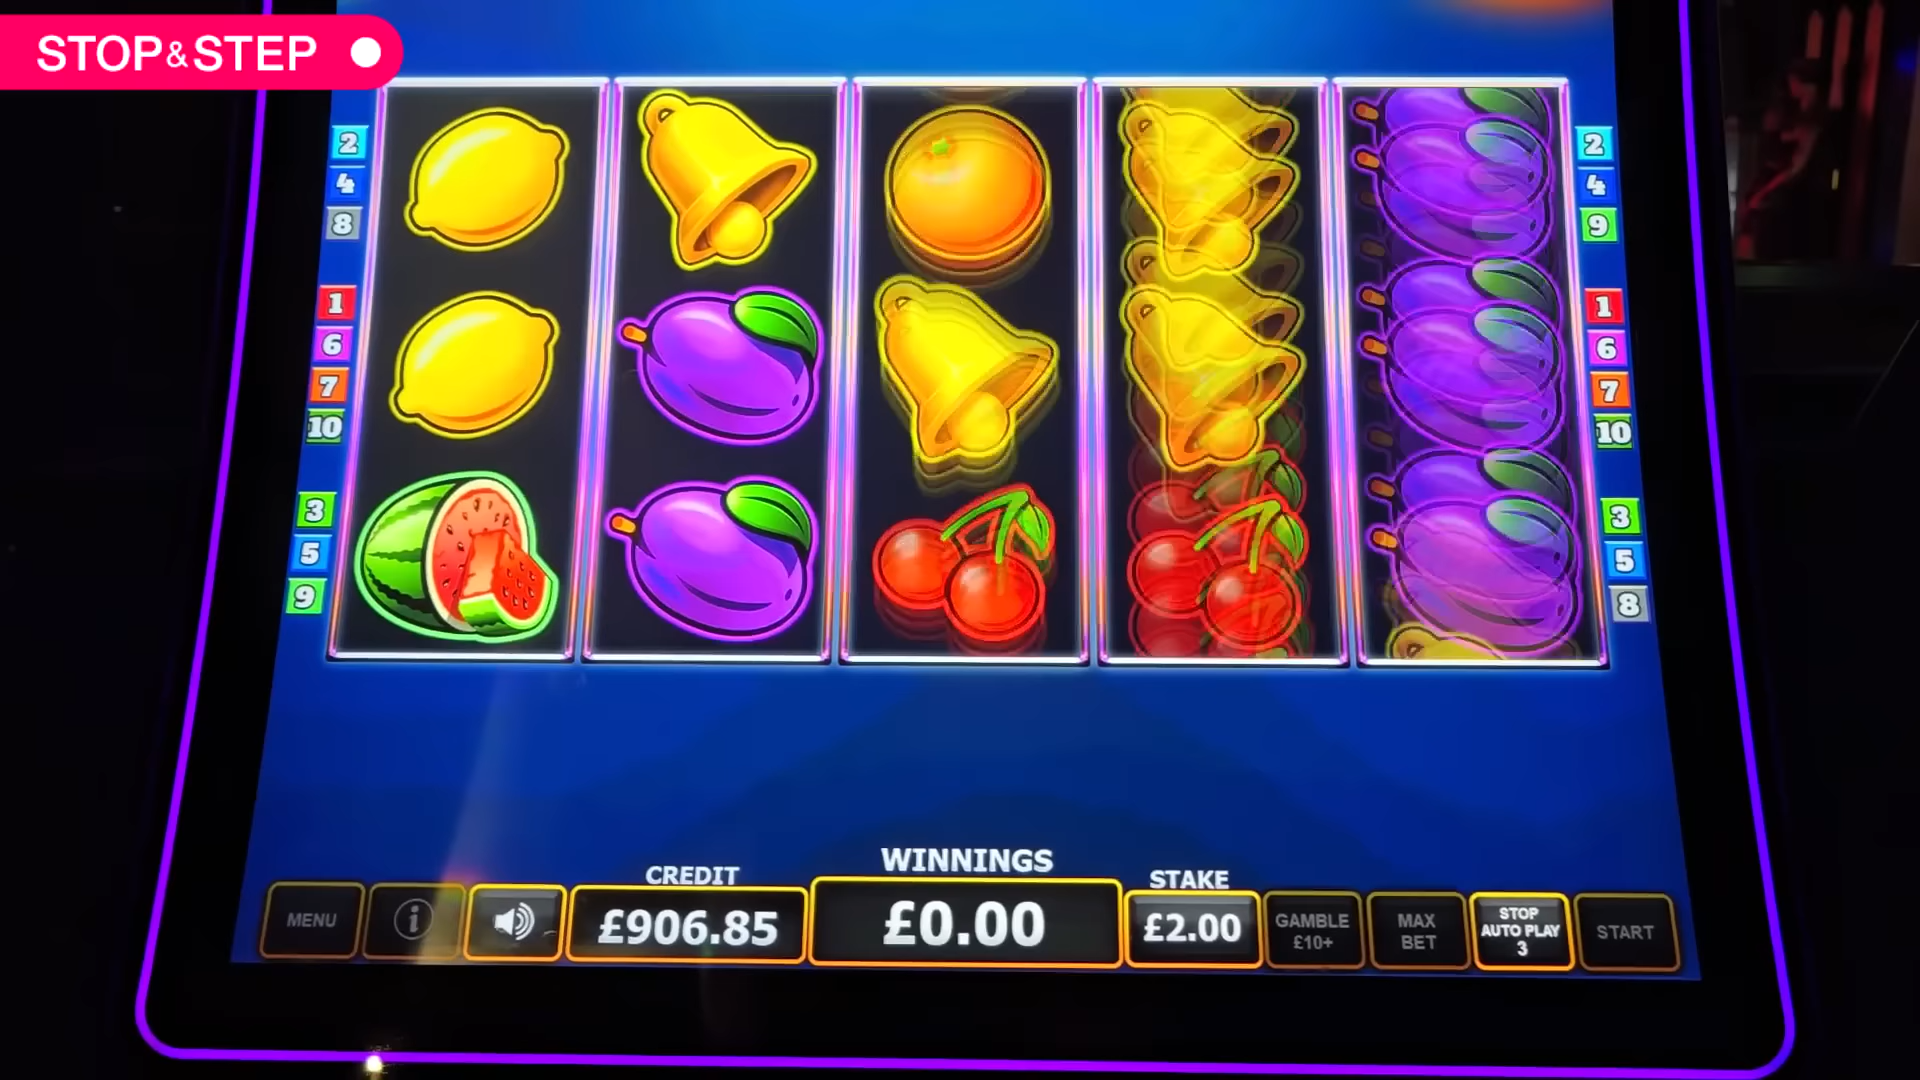 STOP&STEP
2
4
8
1
6
7
10
3
5
9
2
4
9
1
6
7
10
3
5
8
CREDIT
£906.85
WINNINGS
£0.00
STAKE
£2.00
MENU
i
GAMBLE
£10+
MAX
BET
STOP
AUTO PLAY
3
START